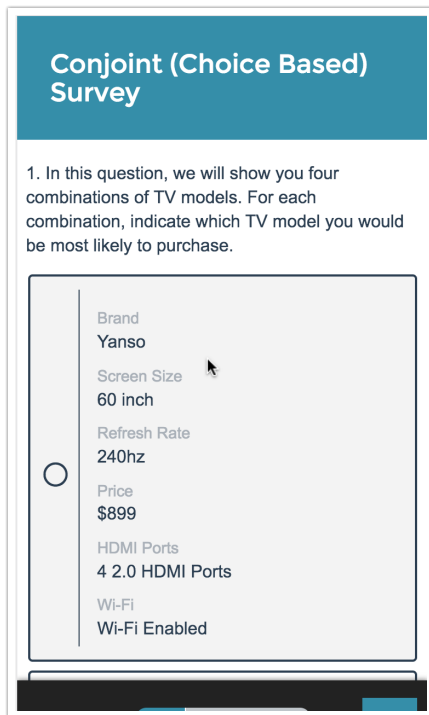 Conjoint (Choice Based)
Survey
1. In this question, we will show you four
combinations of TV models. For each
combination, indicate which TV model you would
be most likely to purchase.
Brand
Yanso
Screen Size
60 inch
Refresh Rate
240hz
Price
$899
HDMI Ports
4 2.0 HDMI Ports
Wi-Fi
Wi-Fi Enabled